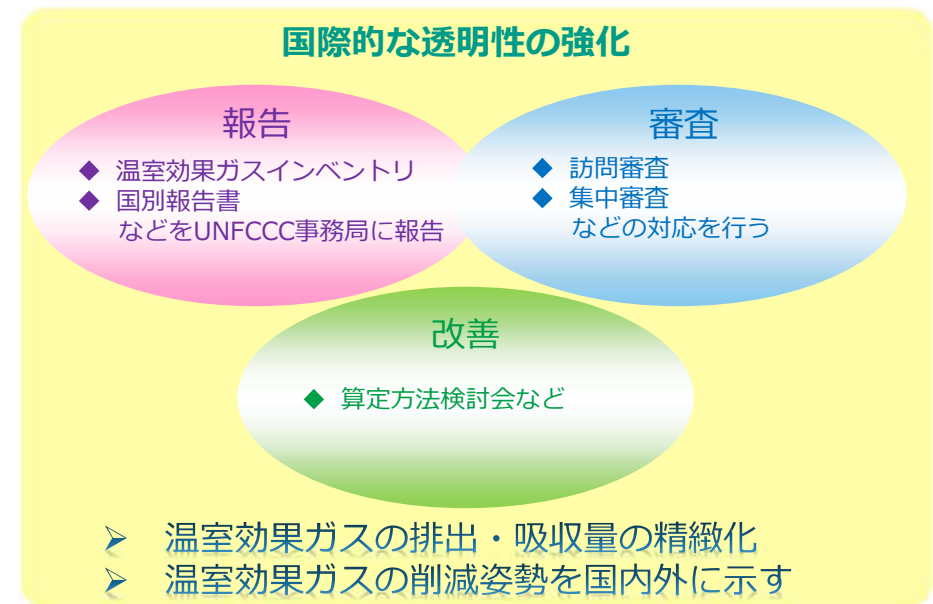 国際的な透明性の強化
報告
◆ 温室効果ガスインベントリ
◆ 国別報告書
などをUNFCCC事務局に報告
審査
◆ 訪問審査
◆ 集中審査
などの対応を行う
改善
◆ 算定方法検討会など
➢ 温室効果ガスの排出・吸収量の精緻化
➢ 温室効果ガスの削減姿勢を国内外に示す